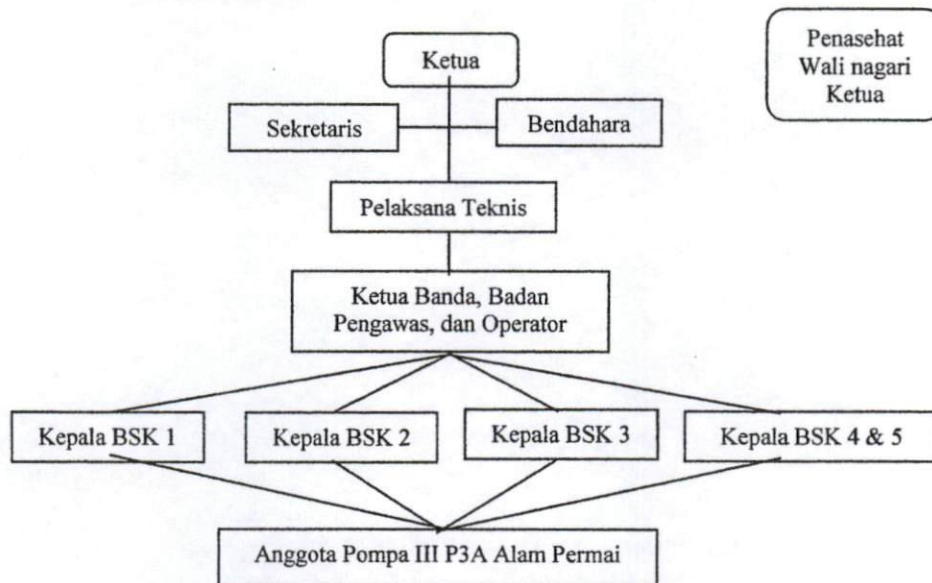 Ketua
Penasehat
Wali nagari
Ketua
Sekretaris
Bendahara
Pelaksana Teknis
Ketua Banda, Badan
Pengawas, dan Operator
Kepala BSK 1
Kepala BSK 2
Kepala BSK 3
Kepala BSK 4 & 5
Anggota Pompa III P3A Alam Permai